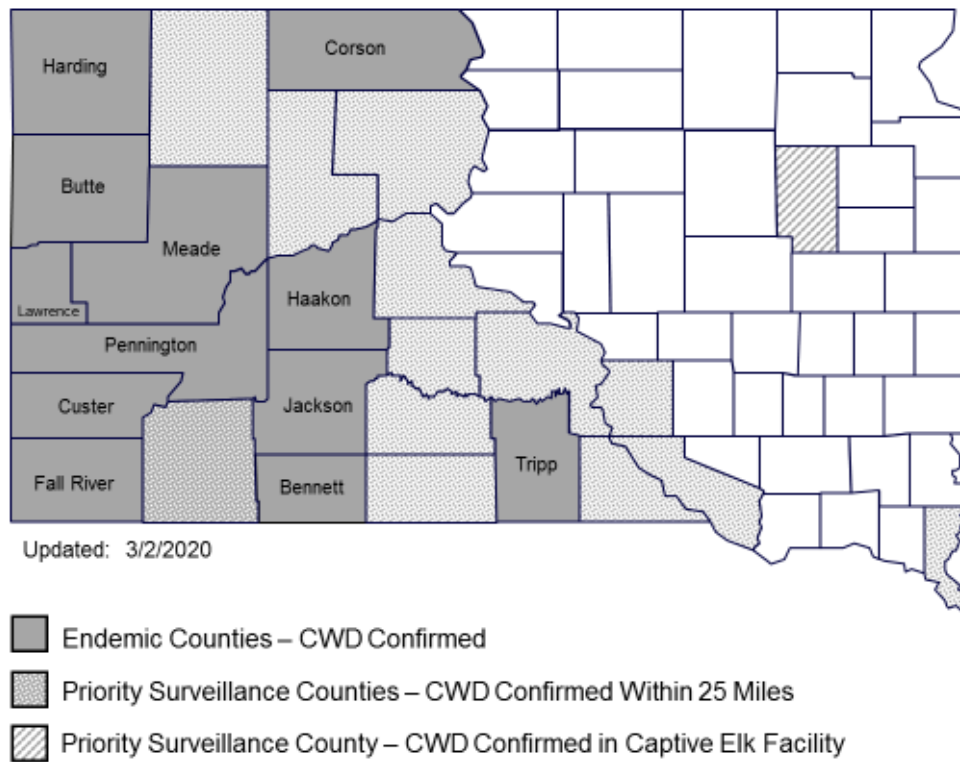 Harding
Corson
Butte
Meade
Haakon
Lawrence
Pennington
Custer
Jackson
Fall River
Bennett
Tripp
Updated: 3/2/2020
Endemic Counties – CWD Confirmed
Priority Surveillance Counties – CWD Confirmed Within 25 Miles
Priority Surveillance County – CWD Confirmed in Captive Elk Facility